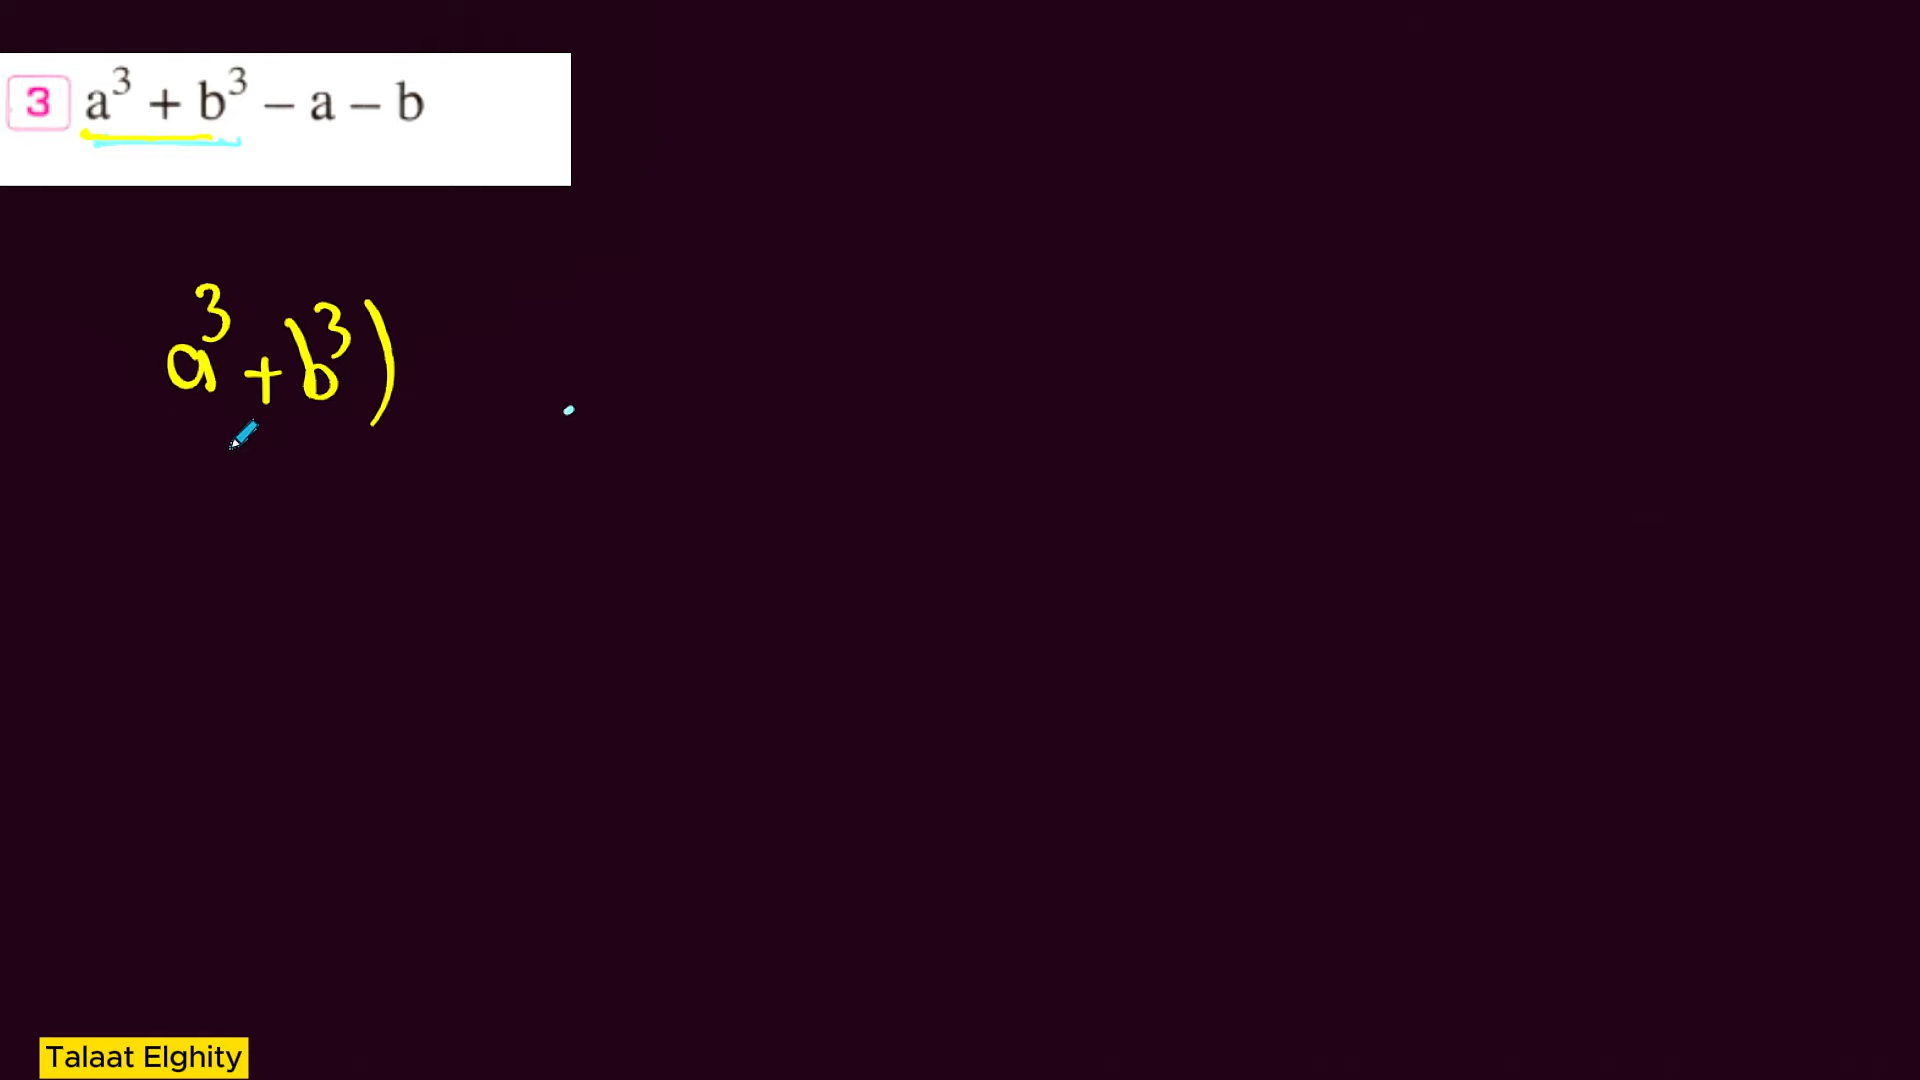 3 a³ + b³ – a – b
a³ + b³)
Talaat Elghity